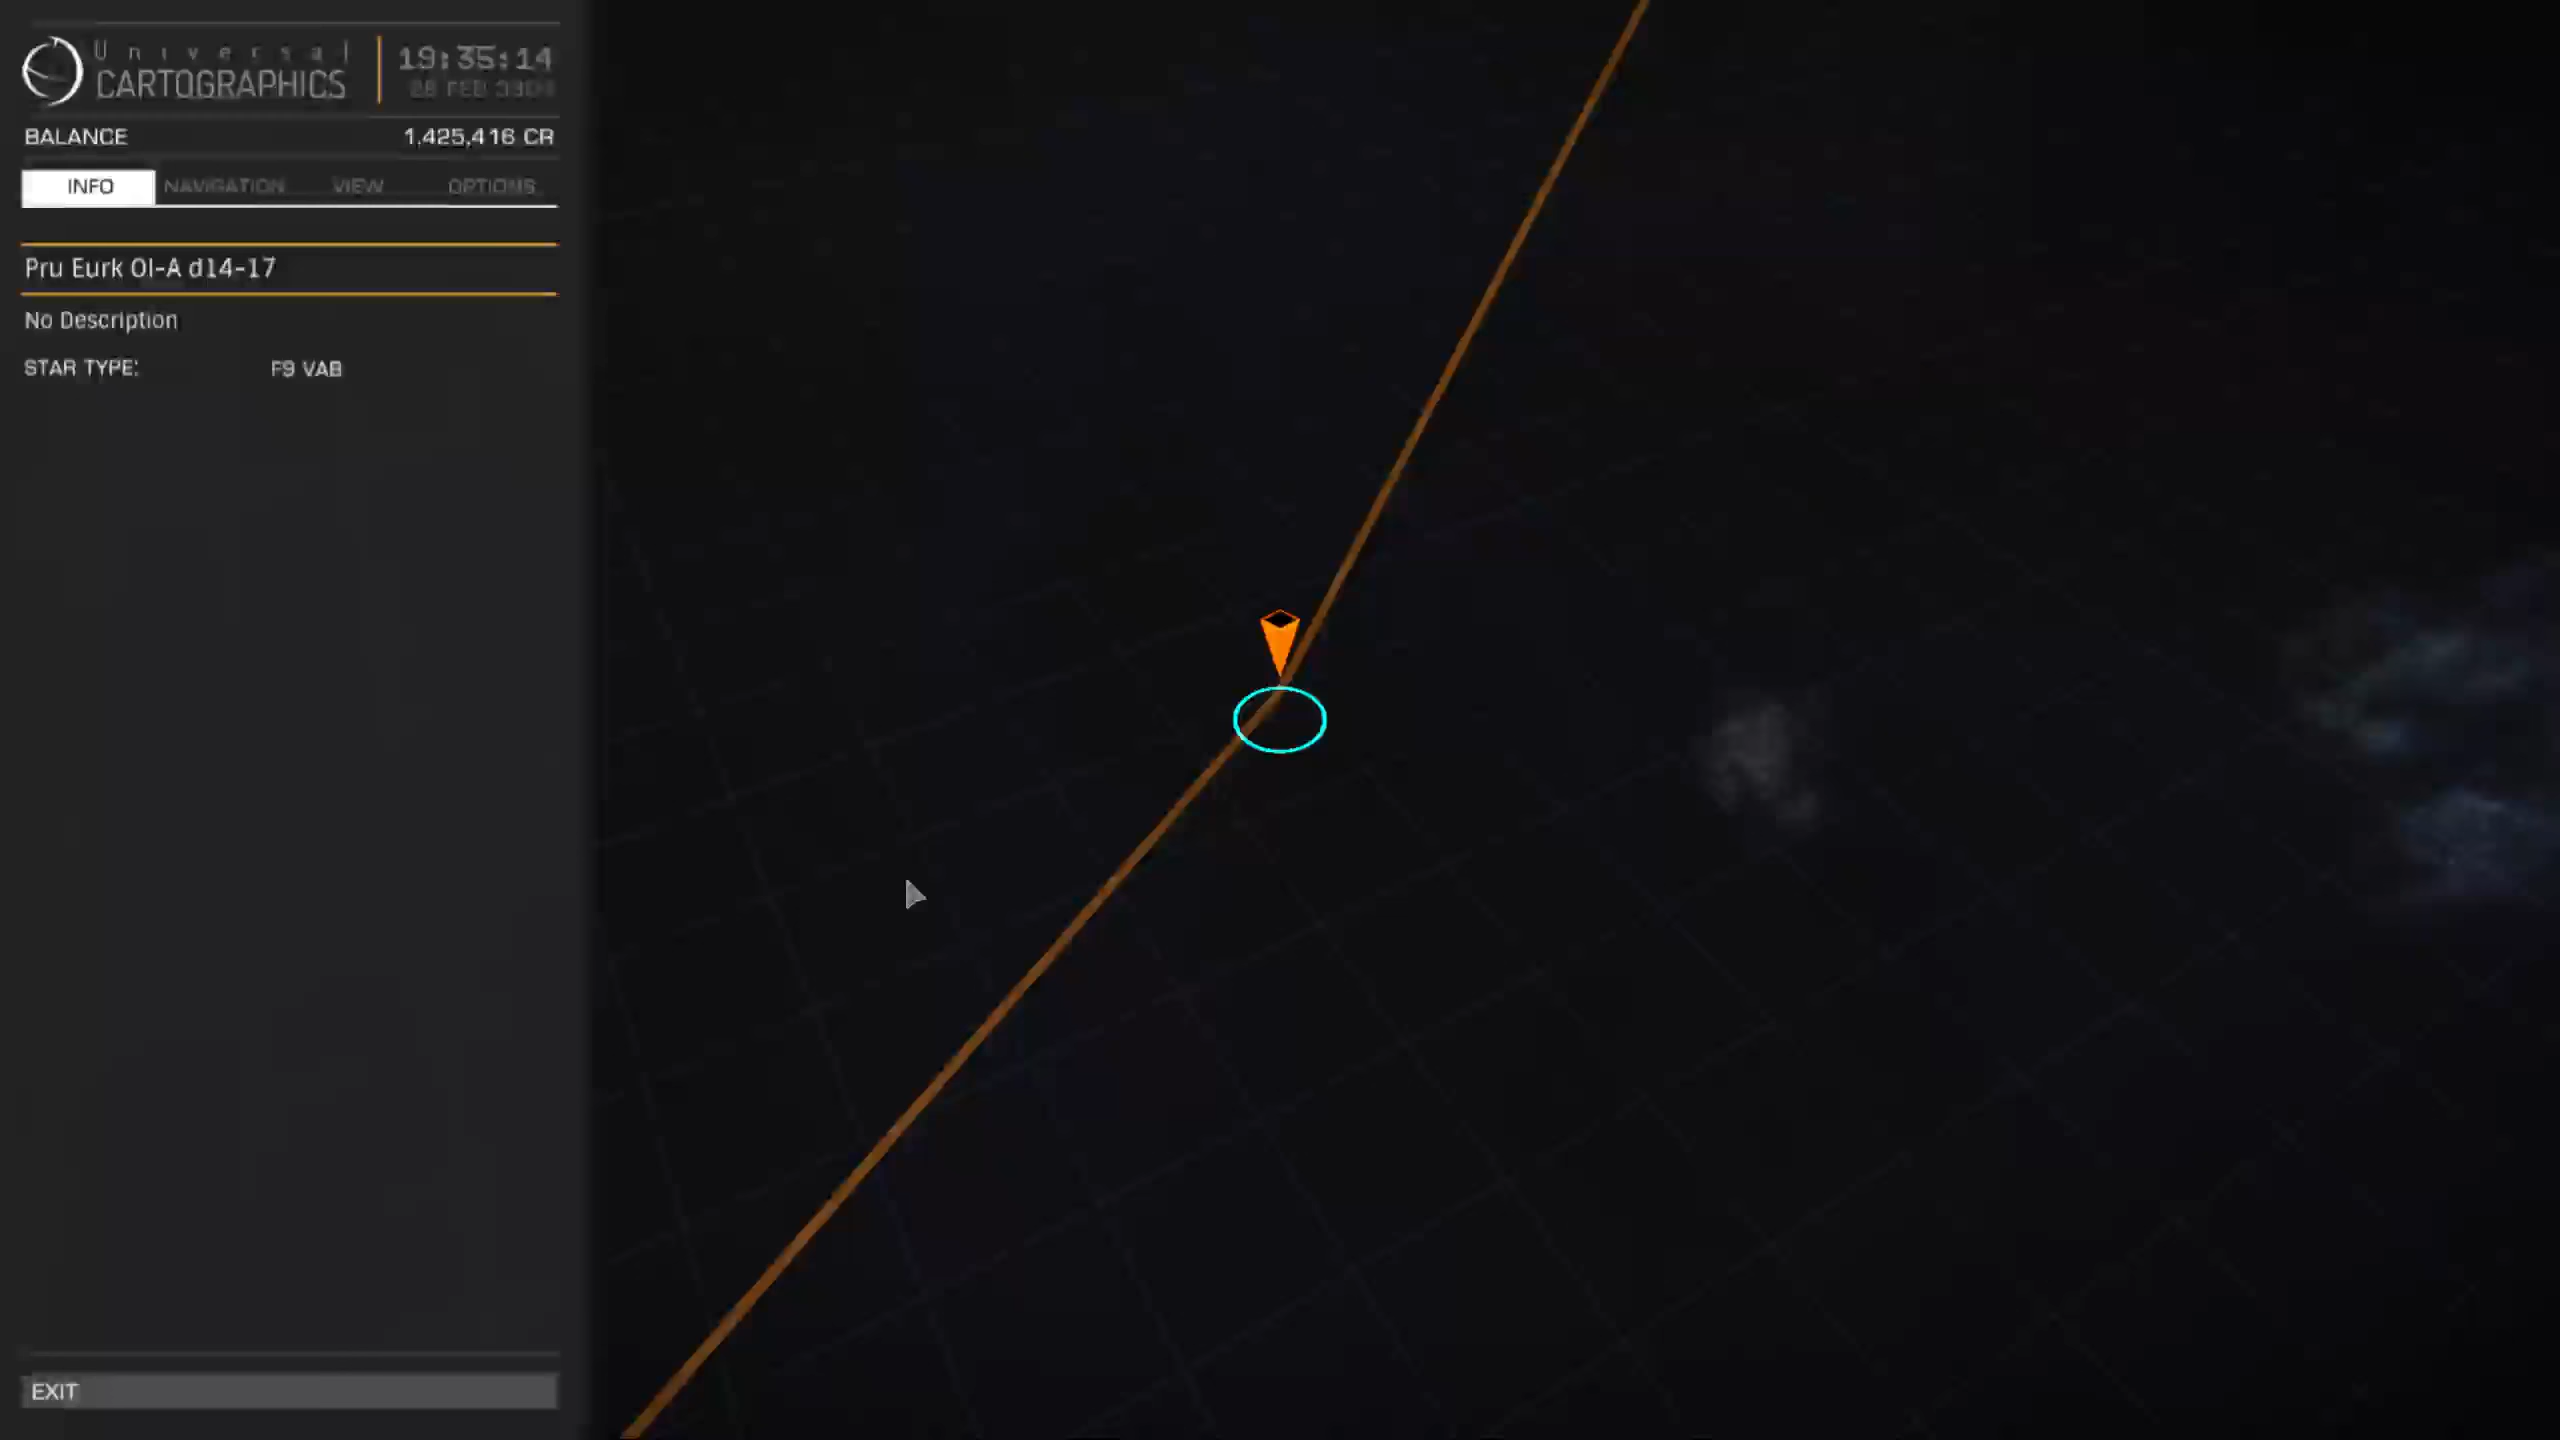 Universal
CARTOGRAPHICS
19:35:14
FEB
BALANCE 1,425,416 CR
INFO NAVIGATION VIEW OPTIONS
Pru Eurk OI-A d14-17
No Description
STAR TYPE: F9 VAB
EXIT